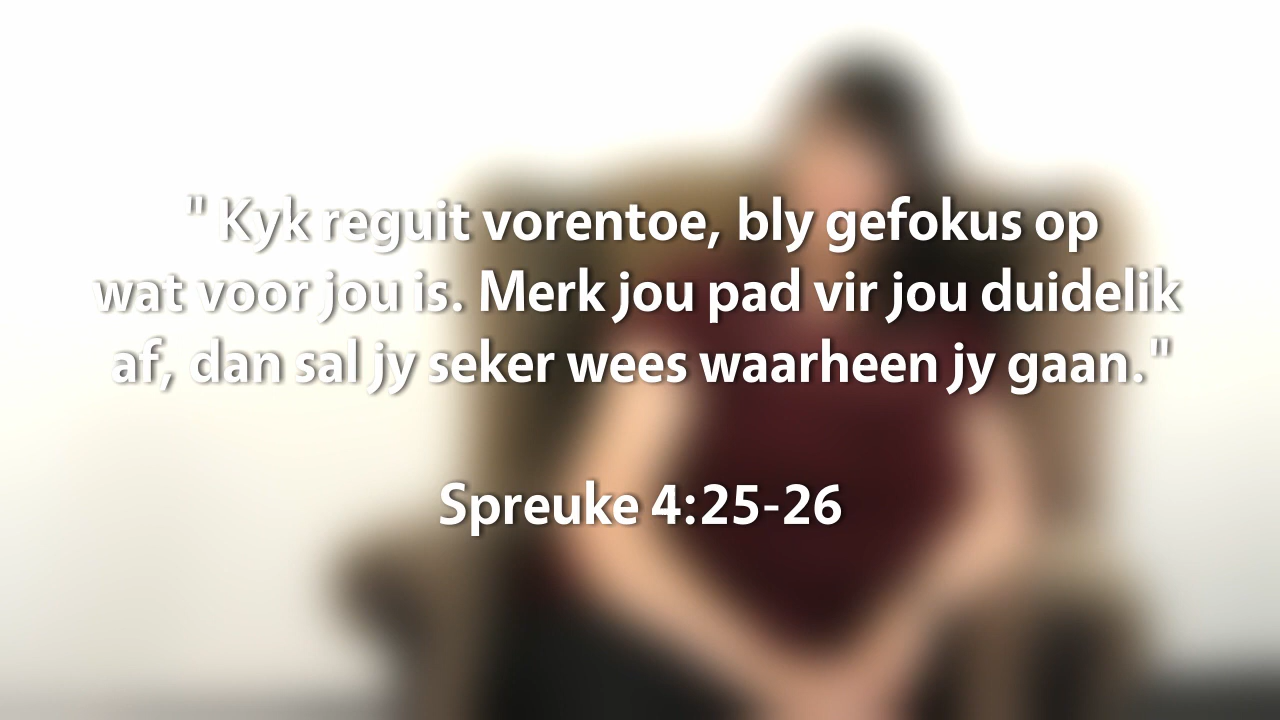 " Kyk reguit vorentoe, bly gefokus op
wat voor jou is. Merk jou pad vir jou duidelik
af, dan sal jy seker wees waarheen jy gaan. "
Spreuke 4:25-26